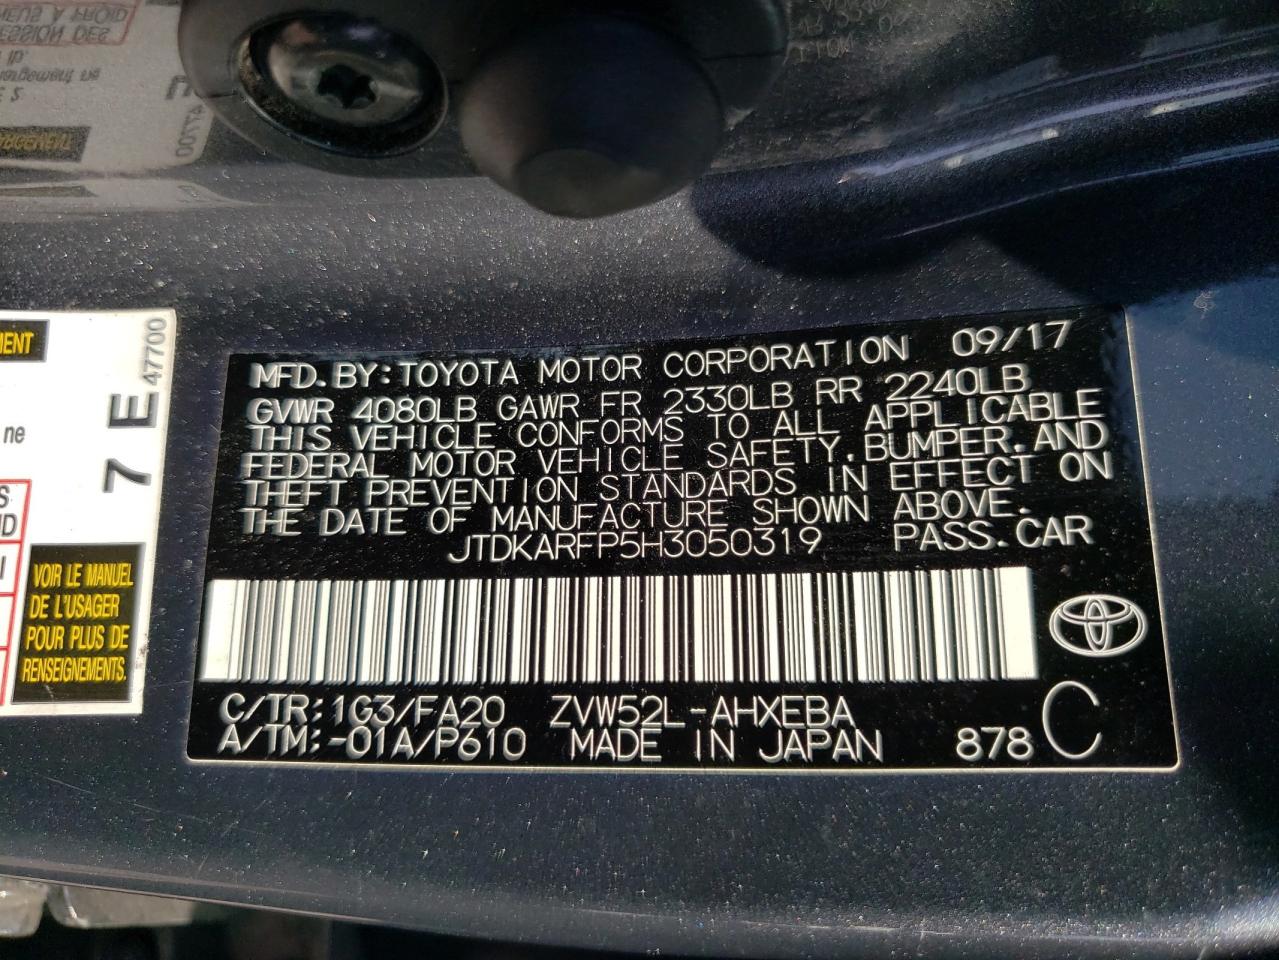 MENT
47700
7E
ne
VOIR LE MANUEL
DE L'USAGER
POUR PLUS DE
RENSEIGNEMENTS.
MFD.BY:TOYOTA MOTOR CORPORATION 09/17
GVWR 4080LB GAWR FR 2330LB RR 2240LB
THIS VEHICLE CONFORMS TO ALL APPLICABLE
FEDERAL MOTOR VEHICLE SAFETY,BUMPER,AND
THEFT PREVENTION STANDARDS IN EFFECT ON
THE DATE OF MANUFACTURE SHOWN ABOVE.
JTDKARFP5H3050319 PASS.CAR
C/TR:1G3/FA20 ZVW52L-AHXEBA
A/TM:-01A/P610 MADE IN JAPAN 878 C